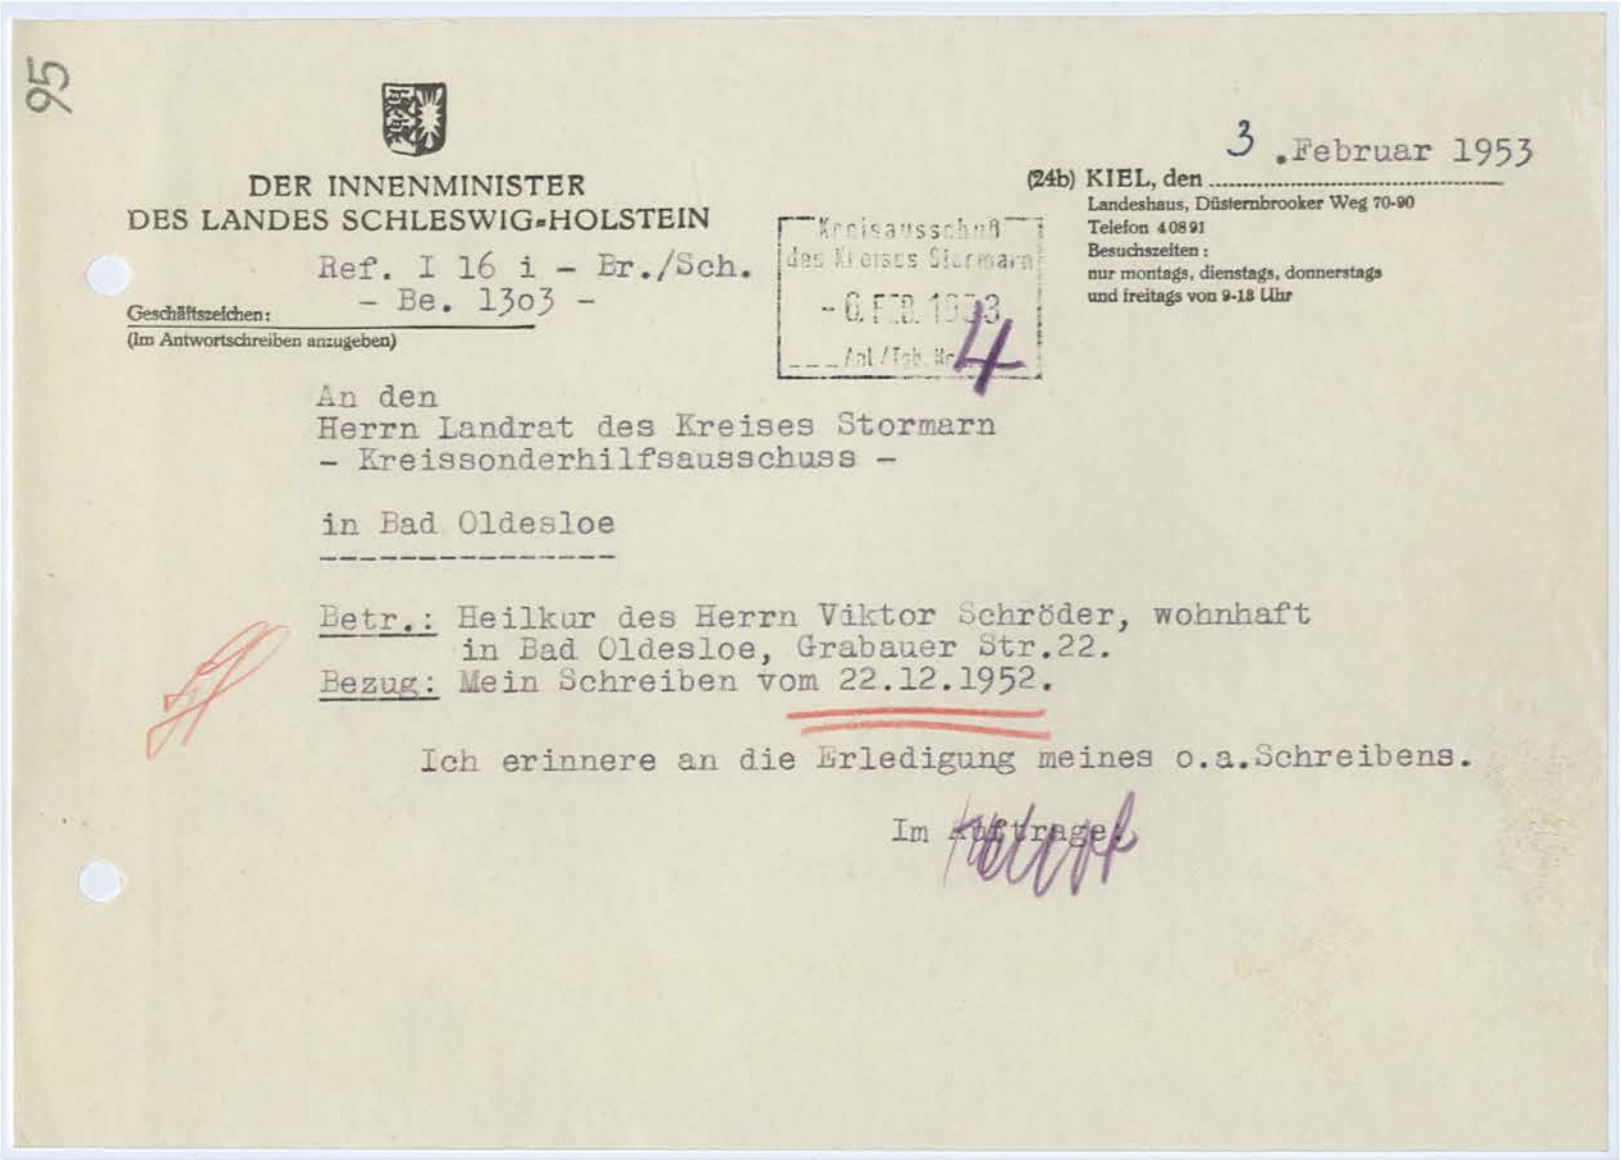 95
3 . Februar 1953
(24b) KIEL, den
DER INNENMINISTER
DES LANDES SCHLESWIG-HOLSTEIN
Landeshaus, Düsternbrooker Weg 70-90
Telefon 40891
Besuchszeiten :
nur montags, dienstags, donnerstags
und freitags von 9-18 Uhr
Ref. I 16 i - Br./Sch.
- Be. 13o3 -
Geschäftszeichen:
(Im Antwortschreiben anzugeben)
Kreisausschuß
des Kreises Stormarn
- 6. FEB. 1953
4
An den
Herrn Landrat des Kreises Stormarn
- Kreissonderhilfsausschuss -
in Bad Oldesloe
----------------
Betr.: Heilkur des Herrn Viktor Schröder, wohnhaft
in Bad Oldesloe, Grabauer Str.22.
Bezug: Mein Schreiben vom 22.12.1952.
Ich erinnere an die Erledigung meines o.a.Schreibens.
Im Auftrage: